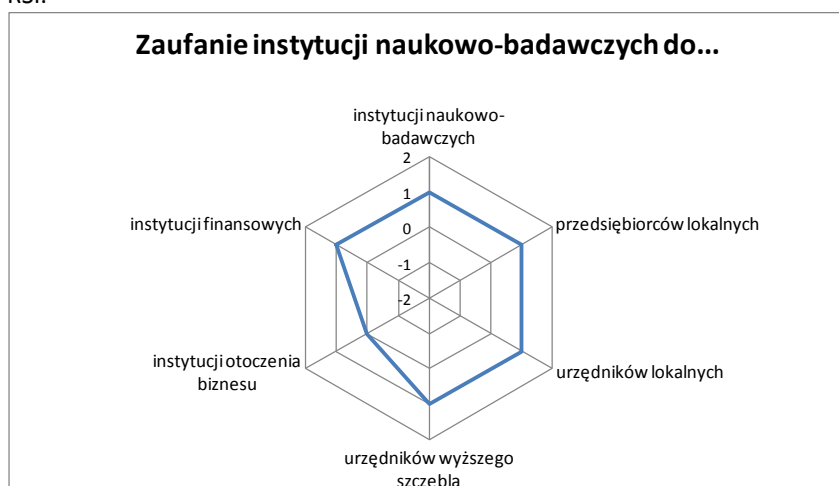 Zaufanie instytucji naukowo-badawczych do...
instytucji naukowo-
badawczych
2
1
0
-1
-2
przedsiębiorców lokalnych
urzędników lokalnych
urzędników wyższego
szczebla
instytucji otoczenia
biznesu
instytucji finansowych